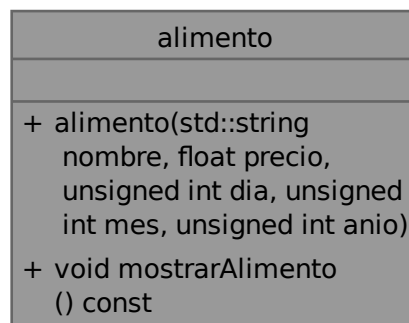 alimento
+ alimento(std::string
nombre, float precio,
unsigned int dia, unsigned
int mes, unsigned int anio)
+ void mostrarAlimento
() const